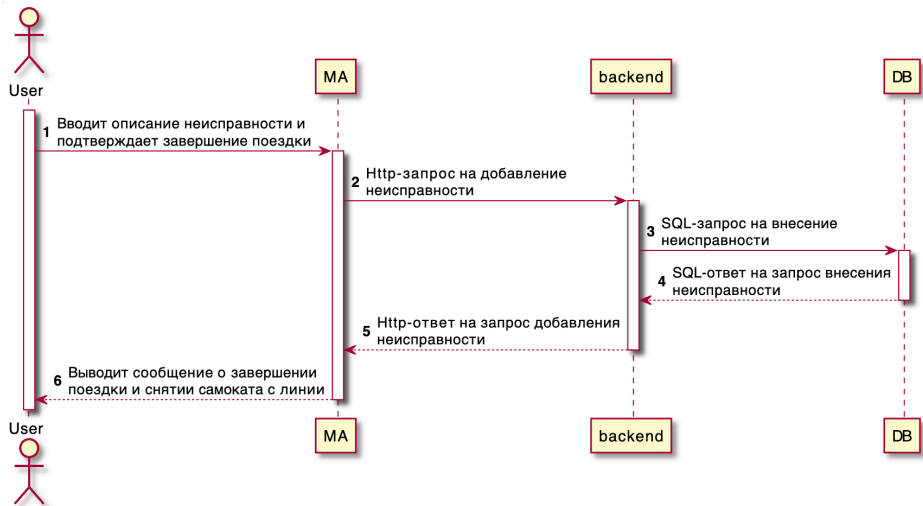 User
MA
backend
DB
1 Вводит описание неисправности и
подтверждает завершение поездки
2 Http-запрос на добавление
неисправности
3 SQL-запрос на внесение
неисправности
4 SQL-ответ на запрос внесения
неисправности
5 Http-ответ на запрос добавления
неисправности
6 Выводит сообщение о завершении
поездки и снятии самоката с линии
User
MA
backend
DB